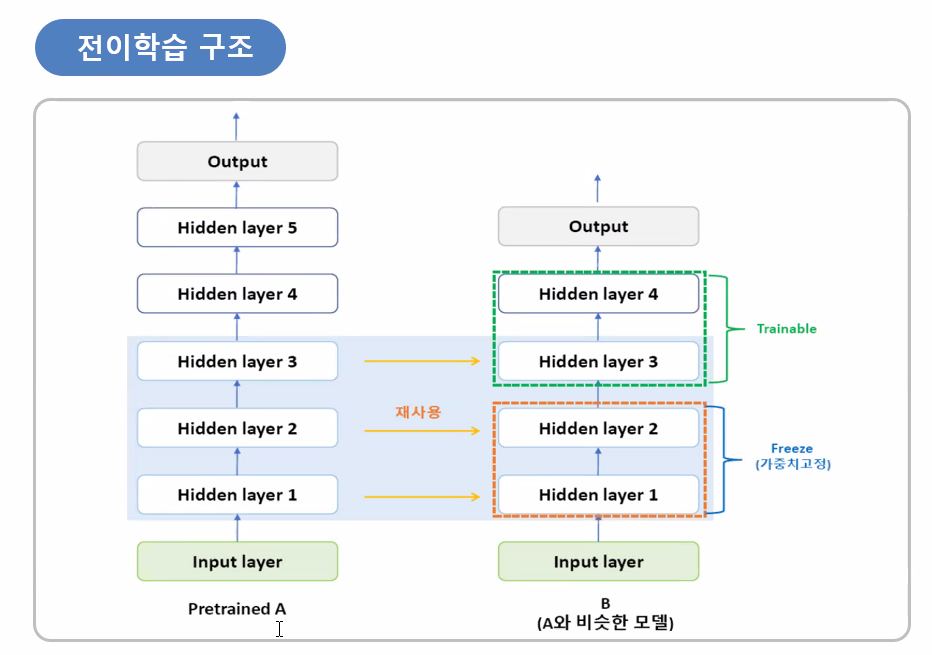 전이학습 구조
Output
Hidden layer 5
Hidden layer 4
Hidden layer 3
Hidden layer 2
Hidden layer 1
Input layer
Pretrained A
재사용
Output
Hidden layer 4
Hidden layer 3
Hidden layer 2
Hidden layer 1
Input layer
B
(A와 비슷한 모델)
Trainable
Freeze
(가중치고정)